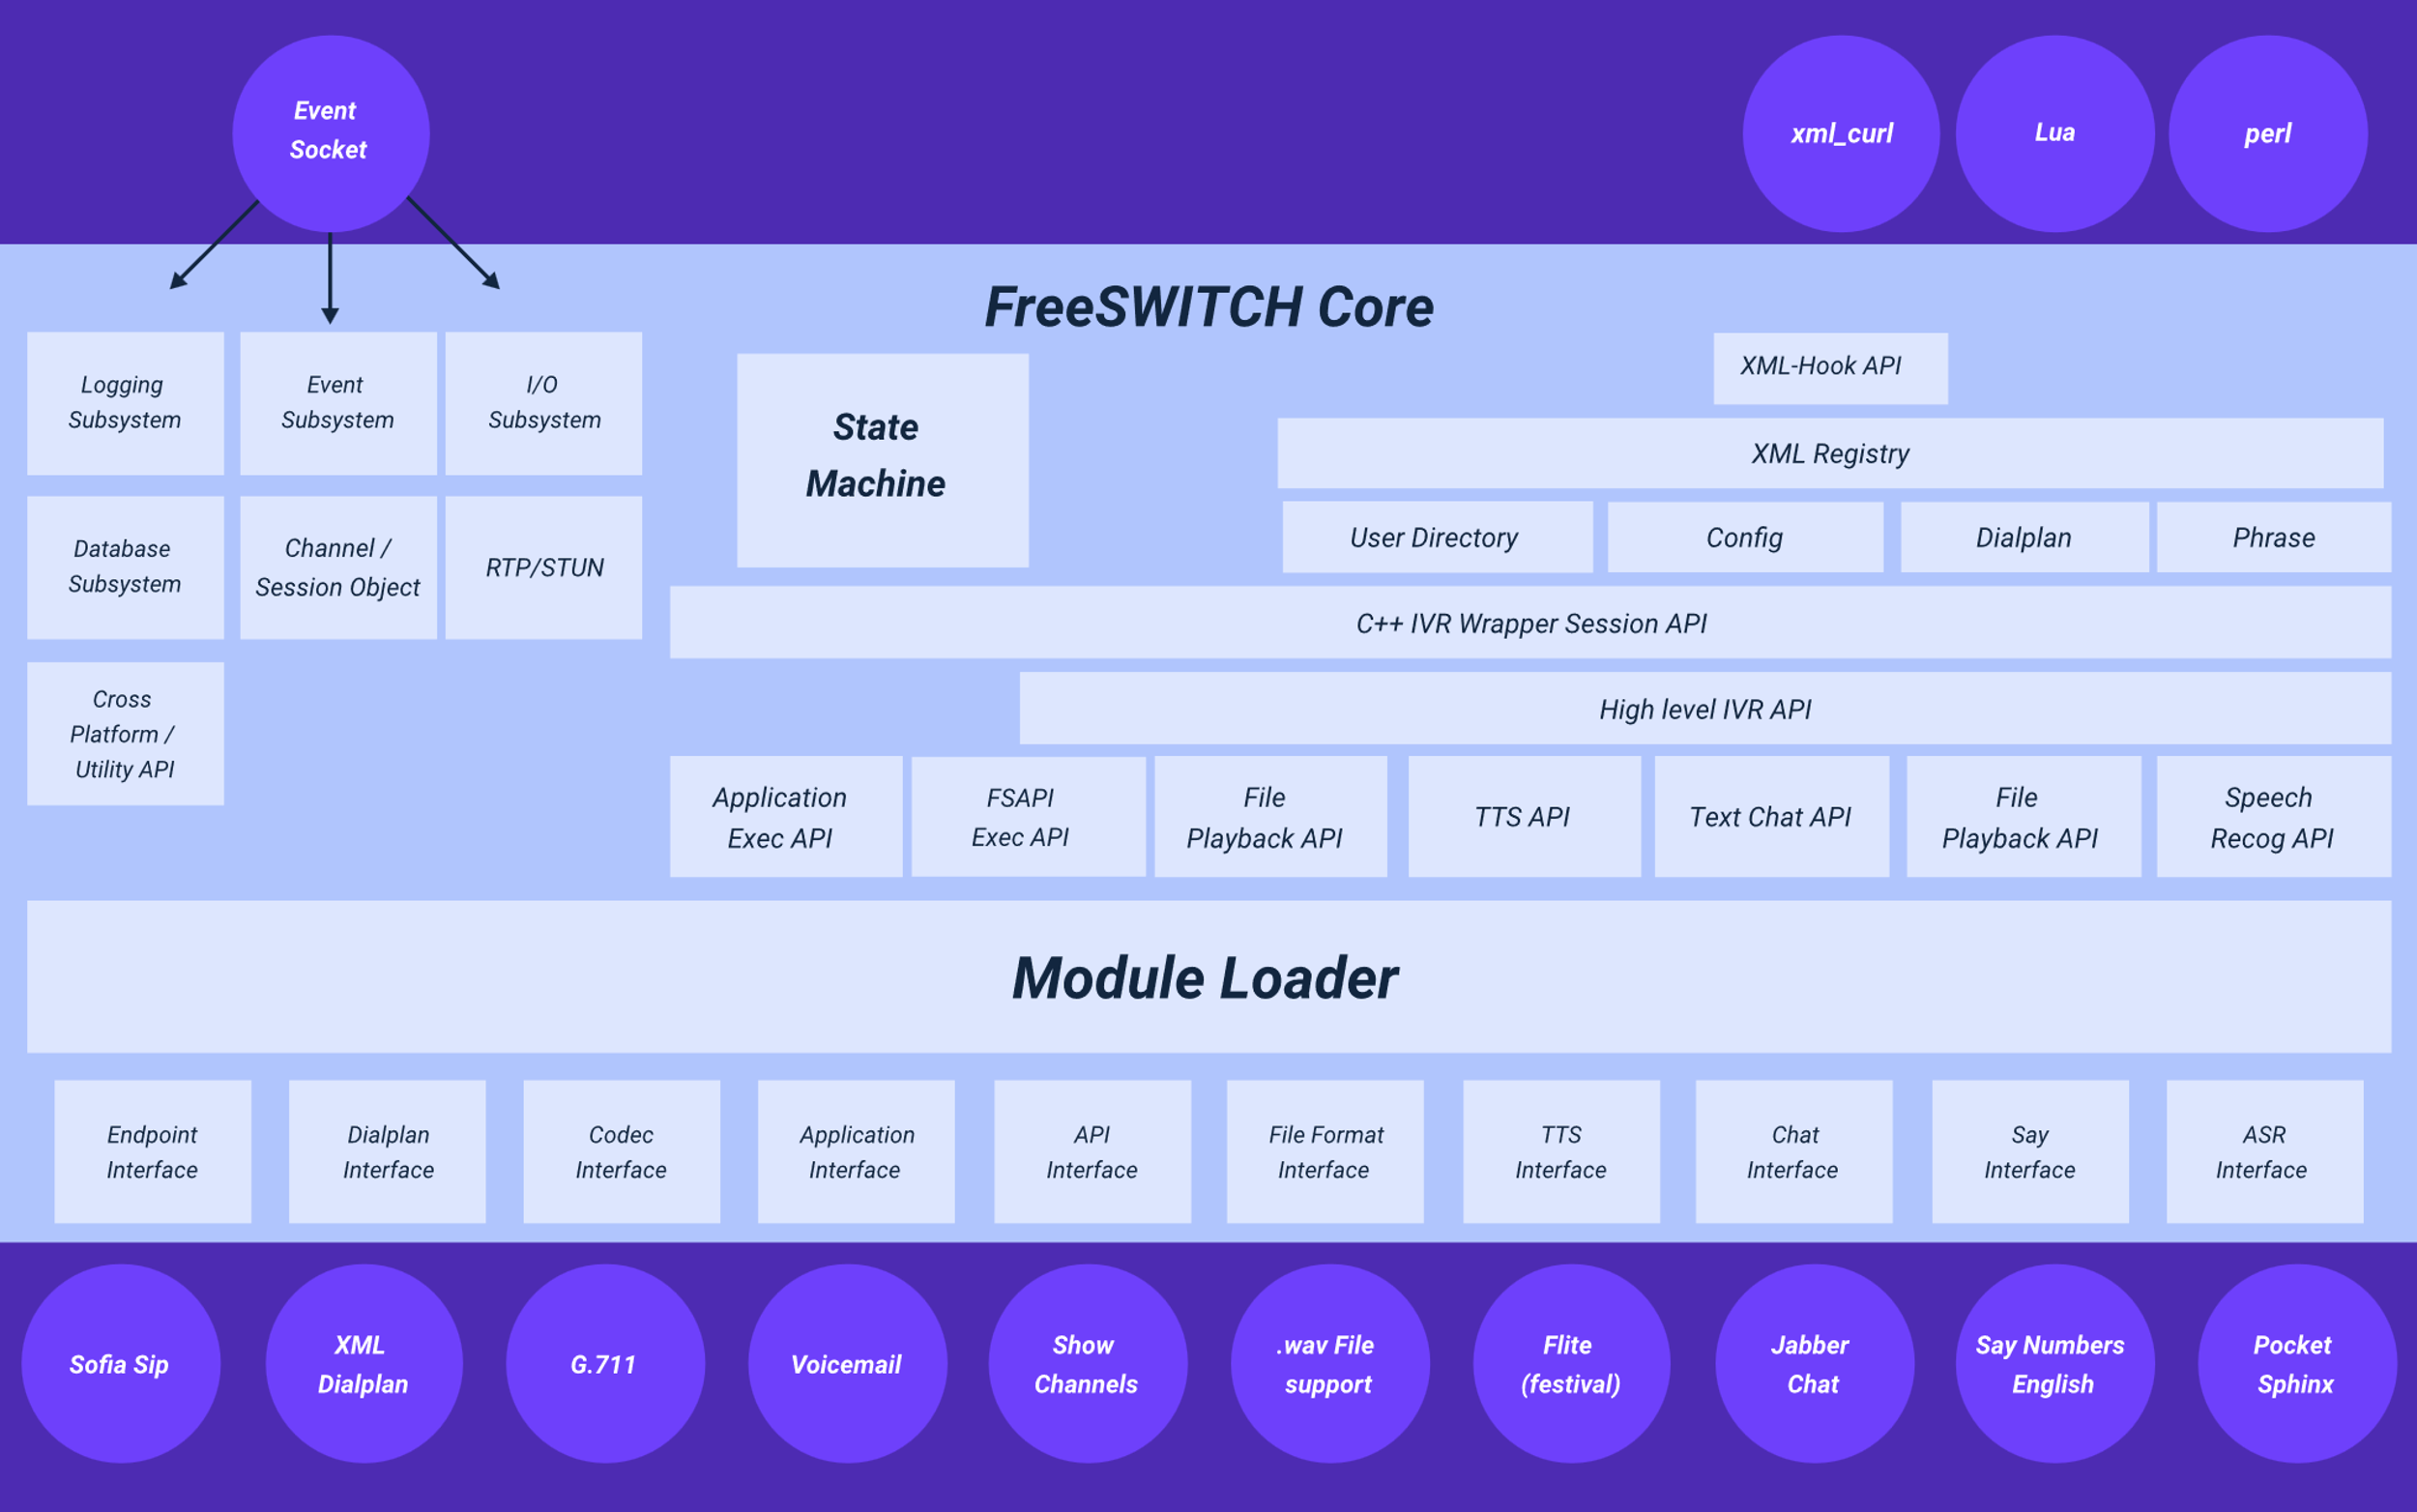 Event
Socket
xml_curl
Lua
perl
FreeSWITCH Core
Logging
Subsystem
Event
Subsystem
I/O
Subsystem
Database
Subsystem
Channel /
Session Object
RTP/STUN
Cross
Platform /
Utility API
State
Machine
XML-Hook API
XML Registry
User Directory
Config
Dialplan
Phrase
C++ IVR Wrapper Session API
High level IVR API
Application
Exec API
FSAPI
Exec API
File
Playback API
TTS API
Text Chat API
File
Playback API
Speech
Recog API
Module Loader
Endpoint
Interface
Dialplan
Interface
Codec
Interface
Application
Interface
API
Interface
File Format
Interface
TTS
Interface
Chat
Interface
Say
Interface
ASR
Interface
Sofia Sip
XML
Dialplan
G.711
Voicemail
Show
Channels
.wav File
support
Flite
(festival)
Jabber
Chat
Say Numbers
English
Pocket
Sphinx